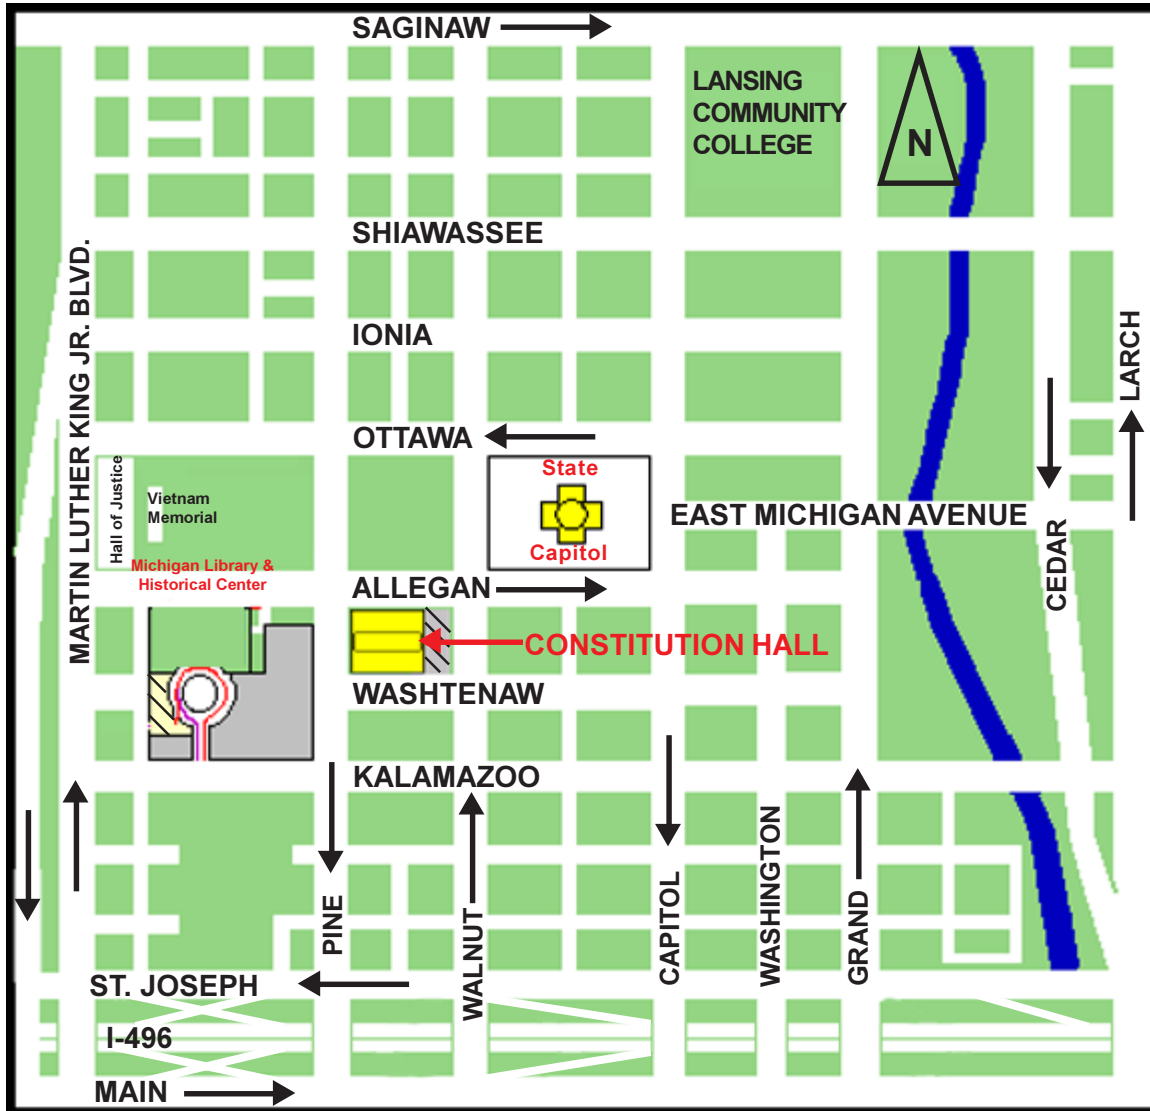 SAGINAW
LANSING
COMMUNITY
COLLEGE
N
SHIAWASSEE
MARTIN LUTHER KING JR. BLVD.
IONIA
LARCH
OTTAWA
Hall of Justice
Vietnam
Memorial
State
Capitol
EAST MICHIGAN AVENUE
CEDAR
Michigan Library &
Historical Center
ALLEGAN
CONSTITUTION HALL
WASHTENAW
KALAMAZOO
PINE
WALNUT
CAPITOL
WASHINGTON
GRAND
ST. JOSEPH
I-496
MAIN